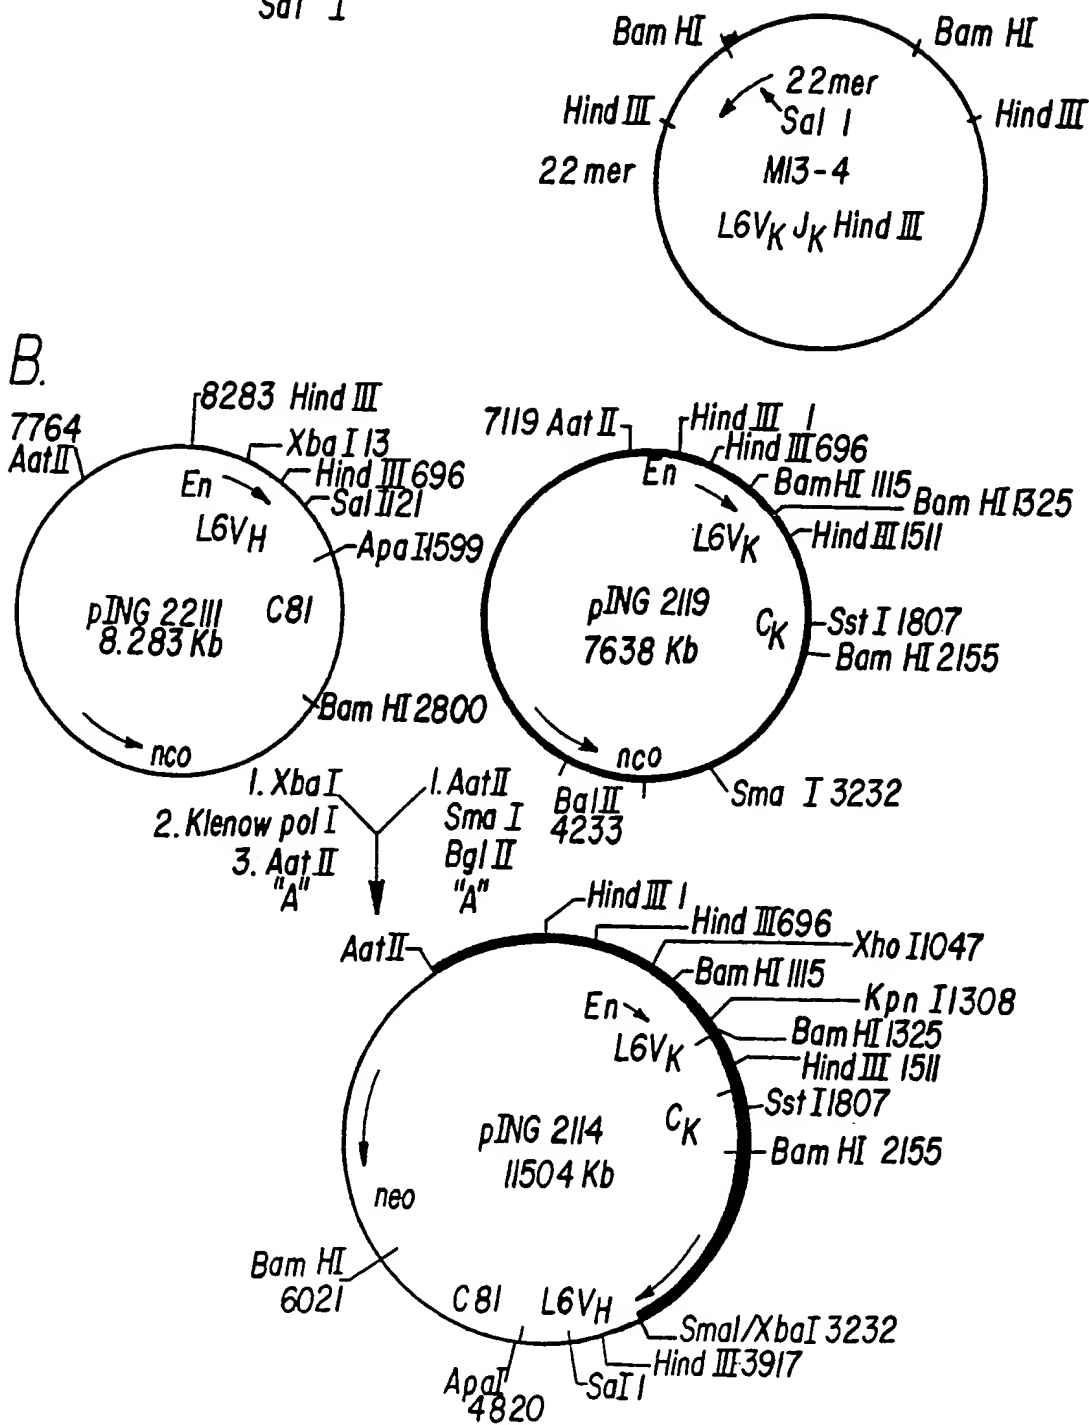 Sal I
Bam HI
Bam HI
22mer
Hind III
Sal I
Hind III
22 mer
M13-4
L6VK JK Hind III
B.
8283 Hind III
7764
Aat II
Xba I 13
Hind III 696
Sal I 1121
En
L6VH
Apa I 1599
pING 22111
8.283 Kb
C81
Bam HI 2800
nco
7119 Aat II
Hind III 1
Hind III 696
En
Bam HI 1115
Bam HI 1325
L6VK
Hind III 1511
pING 2119
7638 Kb
CK
Sst I 1807
Bam HI 2155
nco
Sma I 3232
Bal II
4233
1. Xba I
2. Klenow pol I
3. Aat II
"A"
1. Aat II
Sma I
Bgl II
"A"
Hind III 1
Hind III 696
Aat II
Xho I 1047
Bam HI 1115
En
Kpn I 1308
L6VK
Bam HI 1325
Hind III 1511
CK
Sst I 1807
pING 2114
11504 Kb
Bam HI 2155
neo
Bam HI
6021
C81
L6VH
SmaI/XbaI 3232
Hind III 3917
ApaI
4820
SaI I